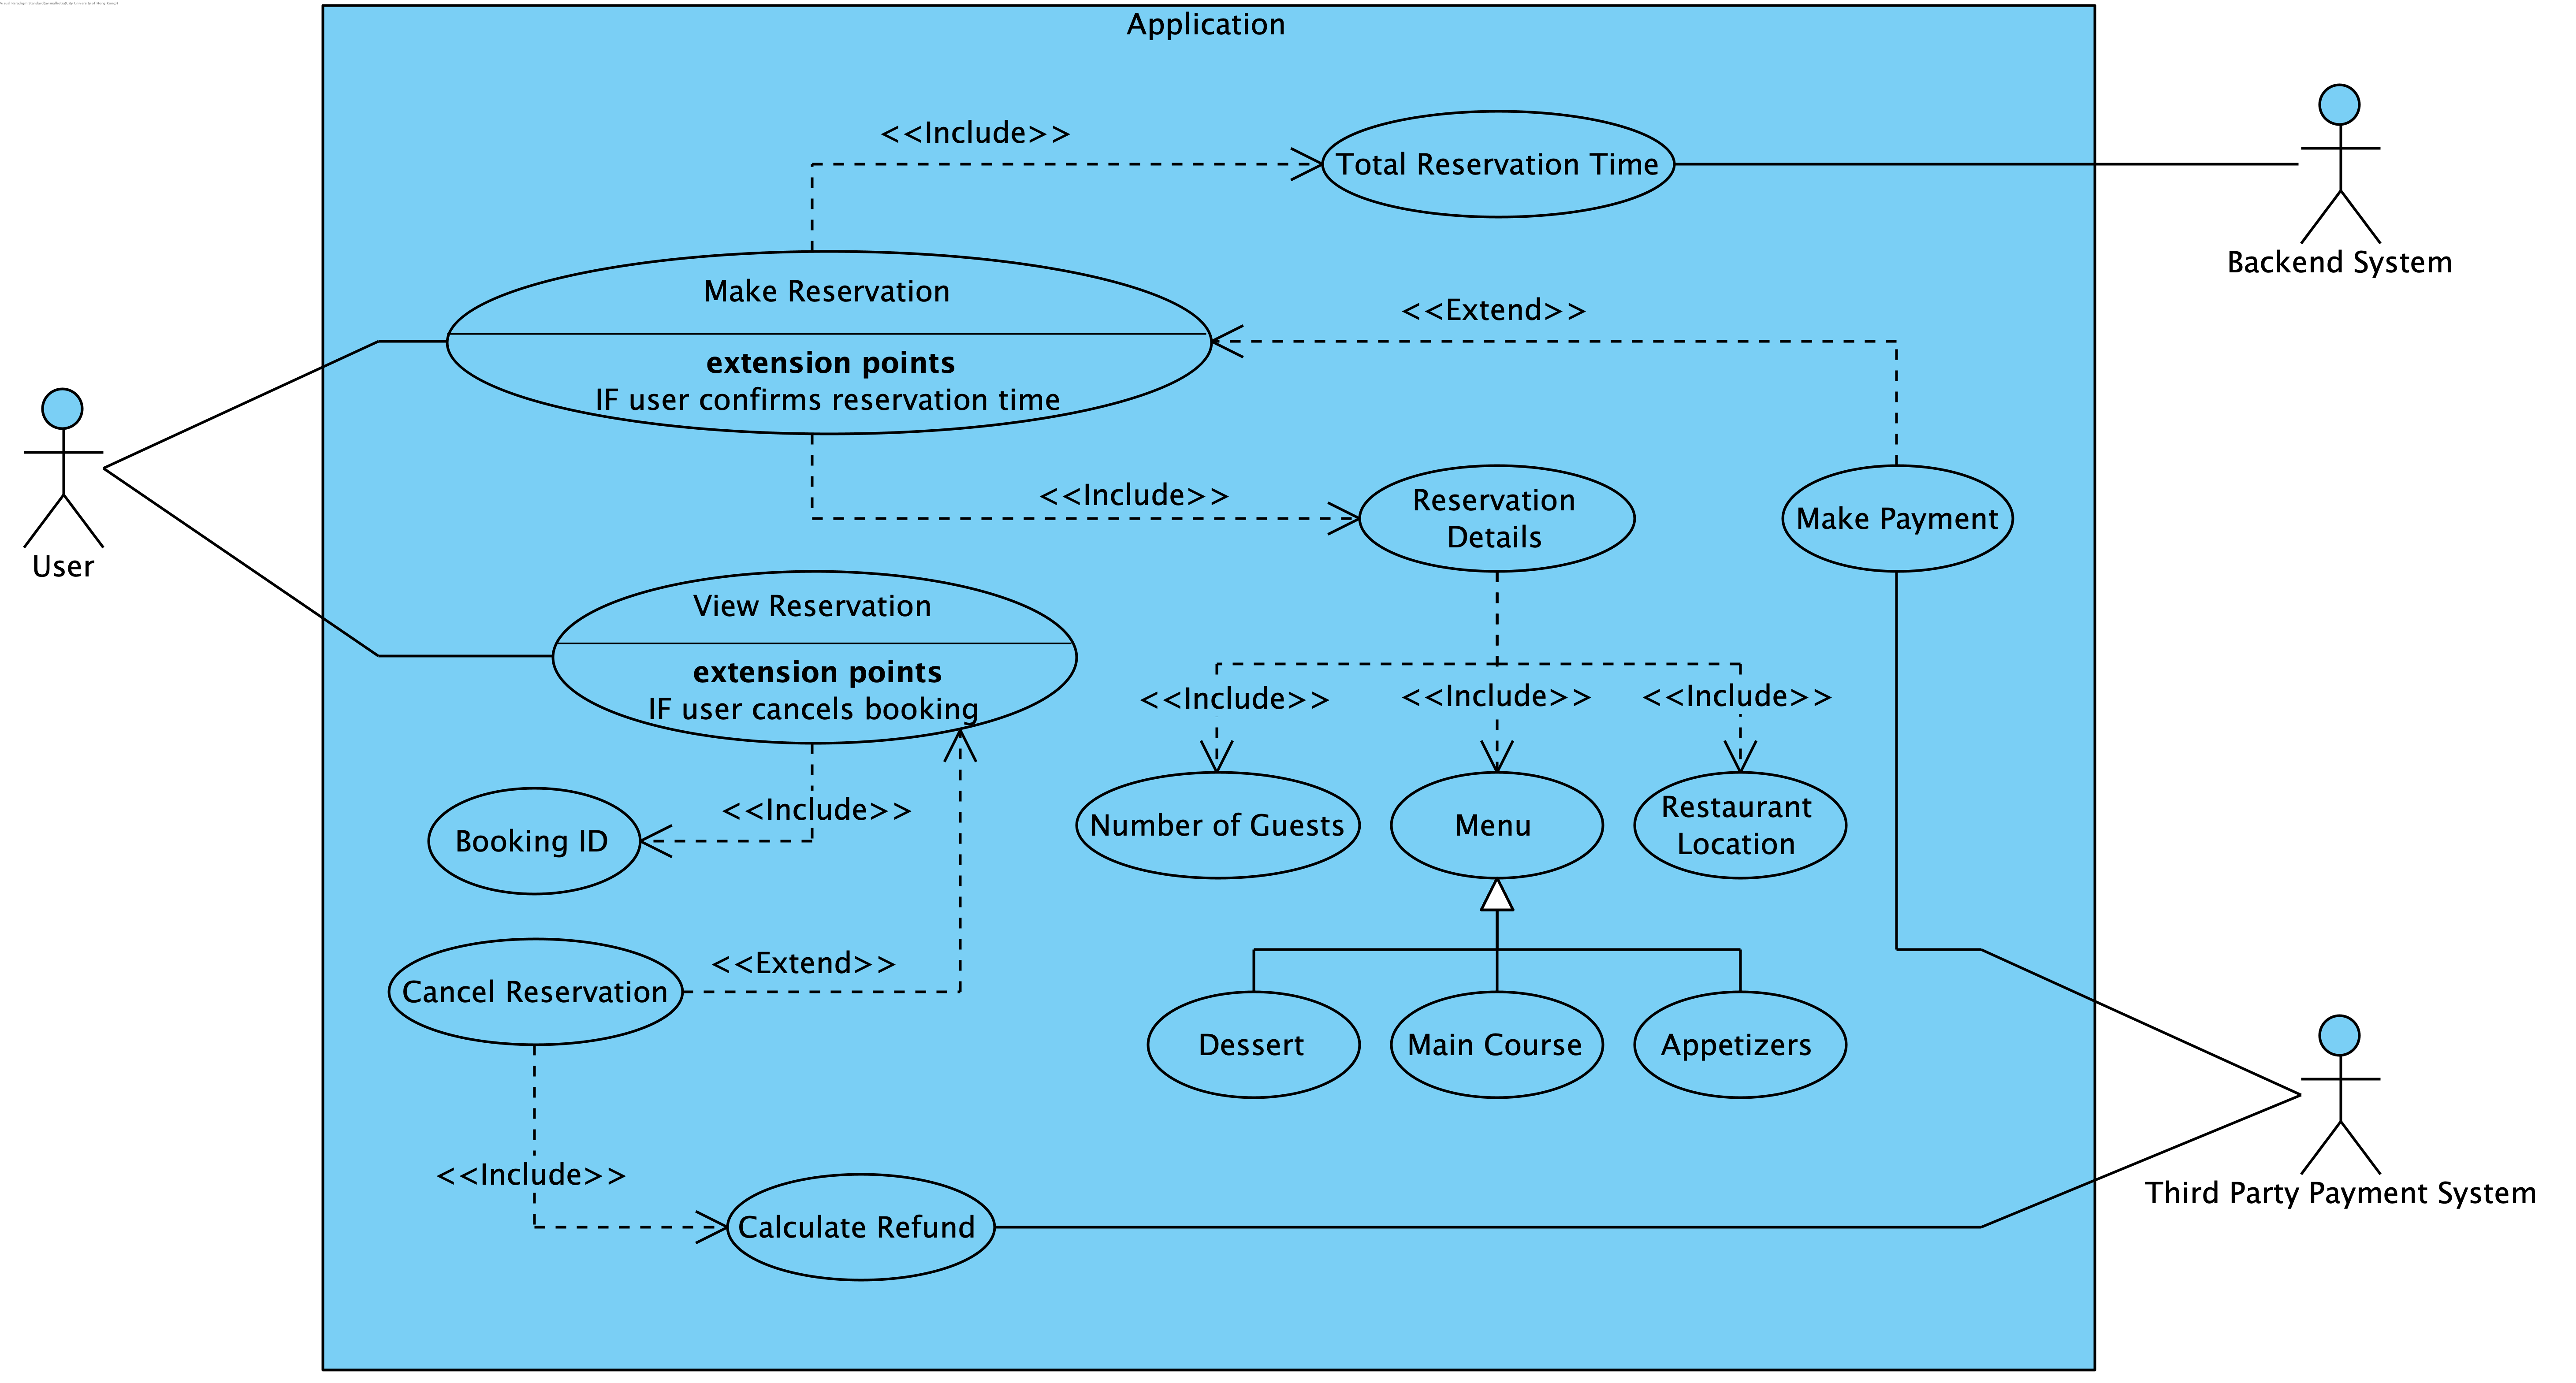 Application
<<Include>>
Total Reservation Time
Backend System
Make Reservation
extension points
IF user confirms reservation time
<<Extend>>
<<Include>>
Reservation
Details
Make Payment
User
View Reservation
extension points
IF user cancels booking
<<Include>>
<<Include>>
<<Include>>
<<Include>>
Booking ID
Number of Guests
Menu
Restaurant
Location
<<Extend>>
Cancel Reservation
Dessert
Main Course
Appetizers
<<Include>>
Calculate Refund
Third Party Payment System